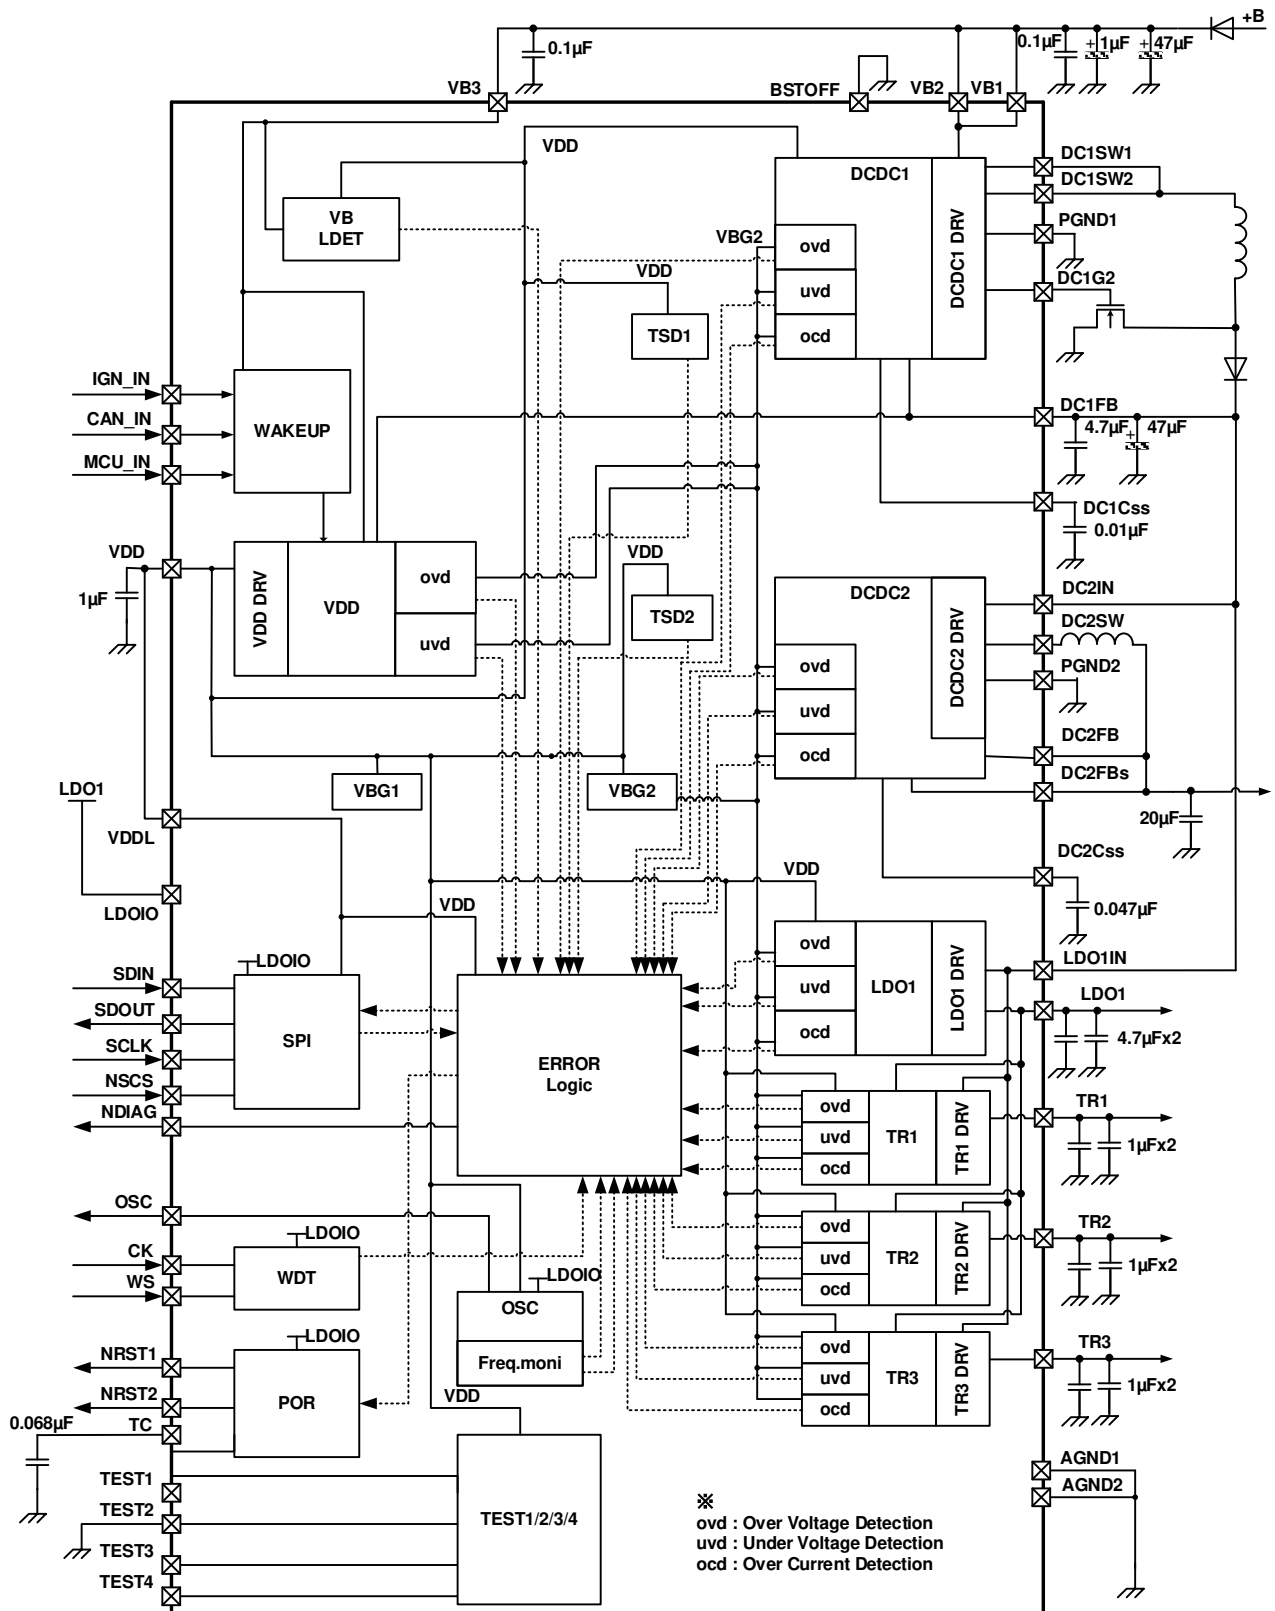 +B
0.1µF
0.1µF
1µF
47µF
+
+
VB3
BSTOFF
VB2
VB1
VDD
DCDC1
DCDC1 DRV
DC1SW1
DC1SW2
VB
LDET
VBG2
ovd
PGND1
VDD
uvd
DC1G2
TSD1
ocd
IGN_IN
CAN_IN
WAKEUP
MCU_IN
DC1FB
4.7µF
+
47µF
DC1Css
0.01µF
VDD
1µF
VDD DRV
VDD
ovd
uvd
VDD
TSD2
DCDC2
DCDC2 DRV
DC2IN
DC2SW
ovd
PGND2
uvd
ocd
DC2FB
DC2FBs
20µF
VBG1
VBG2
LDO1
VDDL
LDOIO
VDD
VDD
DC2Css
0.047µF
ovd
uvd
ocd
LDO1
LDO1 DRV
LDO1IN
LDO1
4.7µFx2
SDIN
SDOUT
SCLK
NSCS
NDIAG
LDOIO
SPI
ERROR
Logic
ovd
uvd
ocd
TR1
TR1 DRV
TR1
1µFx2
OSC
CK
WS
LDOIO
WDT
LDOIO
OSC
Freq.moni
ovd
uvd
ocd
TR2
TR2 DRV
TR2
1µFx2
NRST1
NRST2
TC
0.068µF
LDOIO
POR
VDD
ovd
uvd
ocd
TR3
TR3 DRV
TR3
1µFx2
TEST1
TEST2
TEST3
TEST4
TEST1/2/3/4
AGND1
AGND2
※
ovd : Over Voltage Detection
uvd : Under Voltage Detection
ocd : Over Current Detection